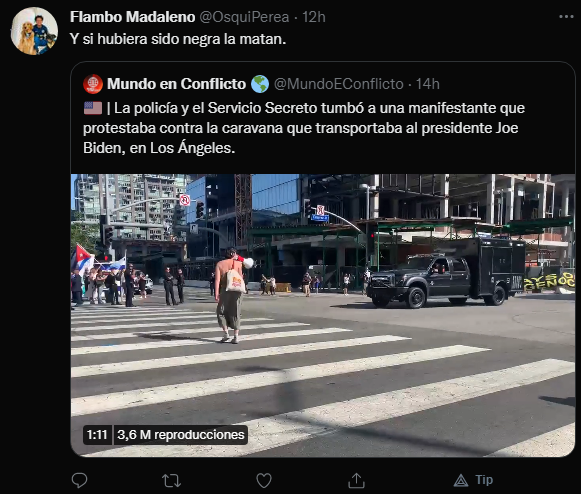 Flambo Madaleno @OsquiPerea · 12h
Y si hubiera sido negra la matan.
Mundo en Conflicto 🌎 @MundoEConflicto · 14h
🇺🇸 | La policía y el Servicio Secreto tumbó a una manifestante que
protestaba contra la caravana que transportaba al presidente Joe
Biden, en Los Ángeles.
1:11 3,6 M reproducciones
Tip